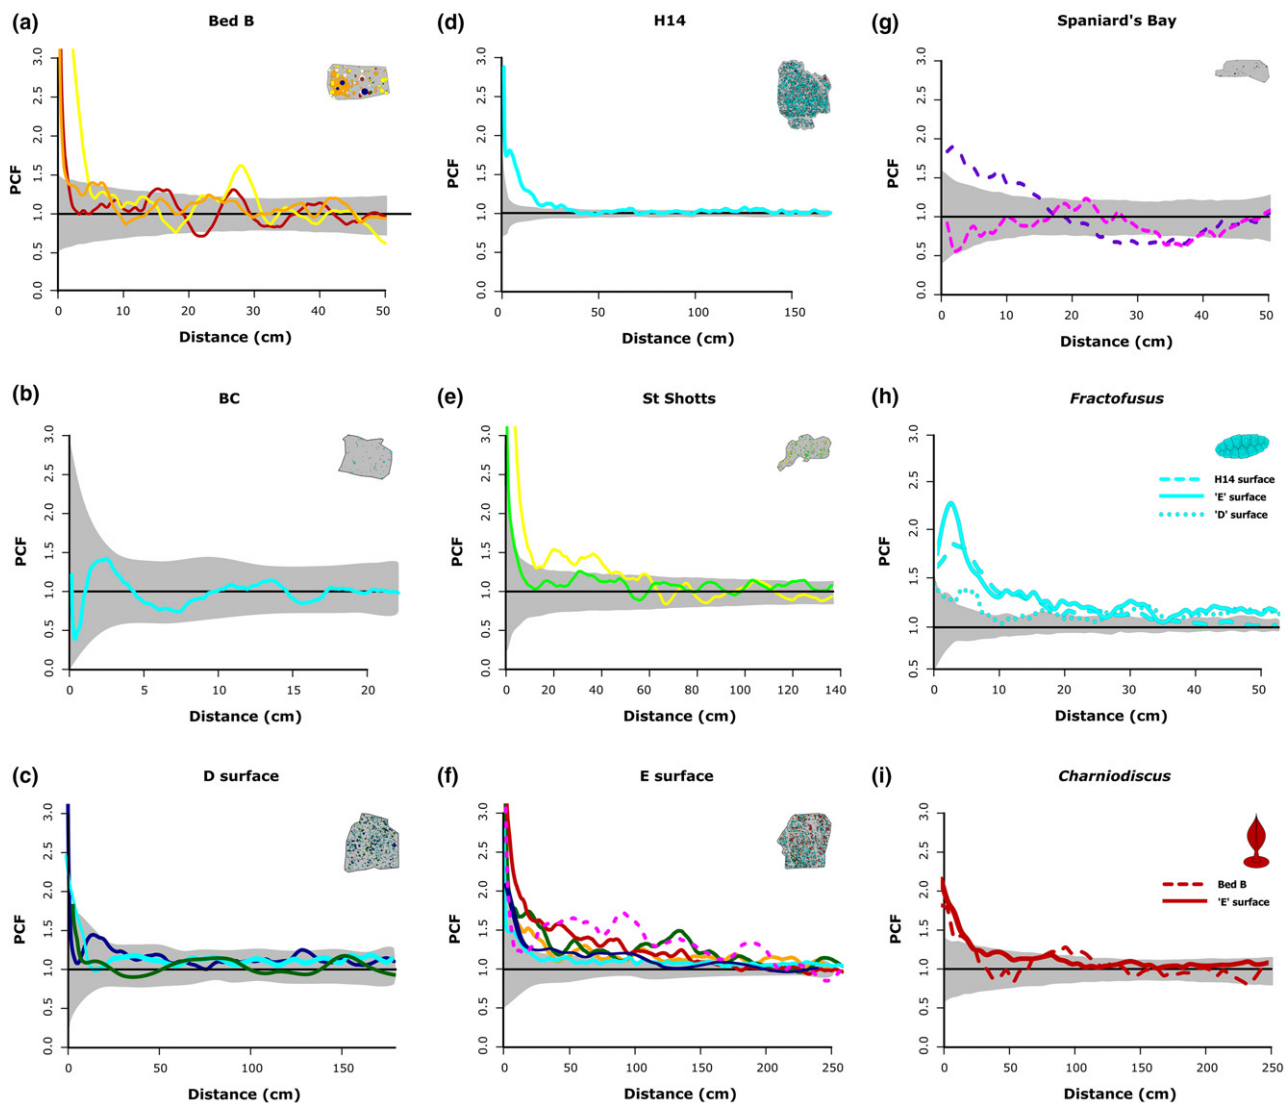 (a) Bed B
3.0
2.5
2.0
1.5
1.0
0.5
0.0
PCF
0 10 20 30 40 50
Distance (cm)
(d) H14
3.0
2.5
2.0
1.5
1.0
0.5
0.0
PCF
0 50 100 150
Distance (cm)
(g) Spaniard's Bay
3.0
2.5
2.0
1.5
1.0
0.5
0.0
PCF
0 10 20 30 40 50
Distance (cm)
(b) BC
3.0
2.5
2.0
1.5
1.0
0.5
0.0
PCF
0 5 10 15 20
Distance (cm)
(e) St Shotts
3.0
2.5
2.0
1.5
1.0
0.5
0.0
PCF
0 20 40 60 80 100 120 140
Distance (cm)
(h) Fractofusus
3.0
2.5
2.0
1.5
1.0
0.5
PCF
H14 surface
'E' surface
'D' surface
0 10 20 30 40 50
Distance (cm)
(c) D surface
3.0
2.5
2.0
1.5
1.0
0.5
0.0
PCF
0 50 100 150
Distance (cm)
(f) E surface
3.0
2.5
2.0
1.5
1.0
0.5
0.0
PCF
0 50 100 150 200 250
Distance (cm)
(i) Charniodiscus
3.0
2.5
2.0
1.5
1.0
0.5
0.0
PCF
Bed B
'E' surface
0 50 100 150 200 250
Distance (cm)